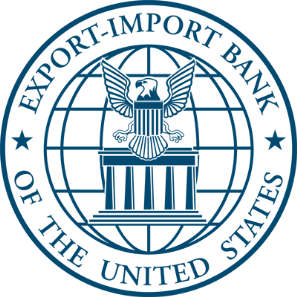 EXPORT-IMPORT BANK
OF THE UNITED STATES